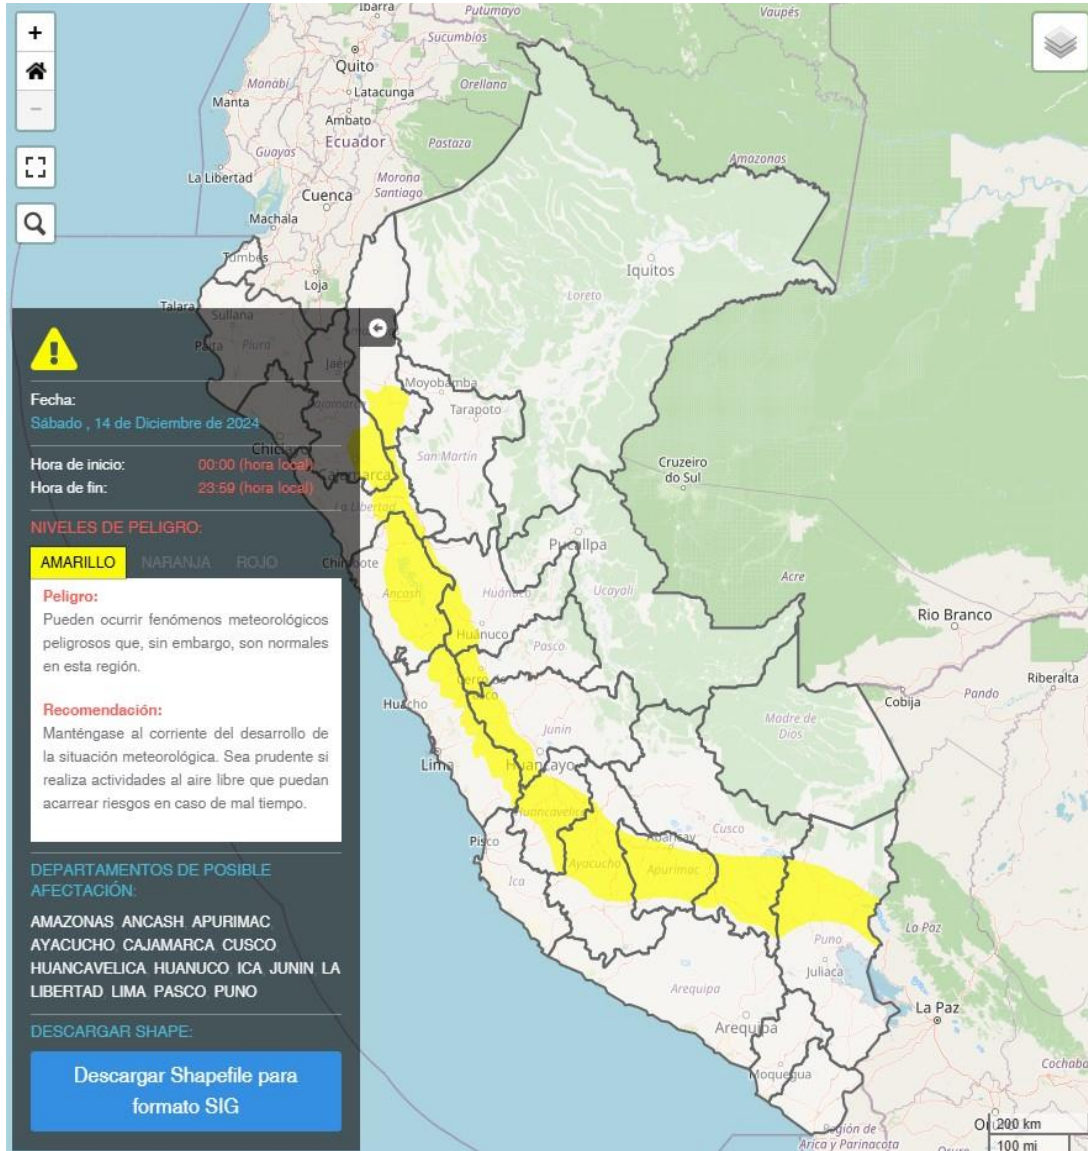 +
−
Ibarra
Putumayo
Vaupés
Sucumbíos
Quito
Orellana
Manabí
Latacunga
Manta
Ambato
Ecuador
Pastaza
Guayas
Amazonas
La Libertad
Morona
Santiago
Cuenca
Machala
Tumbes
Iquitos
Loja
Loreto
Talara
Sullana
Paita
Piura
Jaén
Moyobamba
Cajamarca
Tarapoto
San Martín
Cruzeiro
do Sul
Cajamarca
La Libertad
Pucallpa
Acre
Ancash
Huánuco
Ucayali
Rio Branco
Huánuco
Pasco
Riberalta
Cobija
Pando
Huacho
Junín
Madre de
Dios
Lima
Huancayo
Huancavelica
Pisco
Cusco
Abancay
Ica
Ayacucho
Apurímac
Puno
La Paz
Juliaca
Arequipa
La Paz
Arequipa
Moquegua
Cochaba
200 km
100 mi
Región de
Arica y Parinacota
Oruro
Fecha:
Sábado , 14 de Diciembre de 2024
Hora de inicio: 00:00 (hora local)
Hora de fin: 23:59 (hora local)
NIVELES DE PELIGRO:
AMARILLO NARANJA ROJO
Peligro:
Pueden ocurrir fenómenos meteorológicos
peligrosos que, sin embargo, son normales
en esta región.
Recomendación:
Manténgase al corriente del desarrollo de
la situación meteorológica. Sea prudente si
realiza actividades al aire libre que puedan
acarrear riesgos en caso de mal tiempo.
DEPARTAMENTOS DE POSIBLE
AFECTACIÓN:
AMAZONAS ANCASH APURIMAC
AYACUCHO CAJAMARCA CUSCO
HUANCAVELICA HUANUCO ICA JUNIN LA
LIBERTAD LIMA PASCO PUNO
DESCARGAR SHAPE:
Descargar Shapefile para
formato SIG